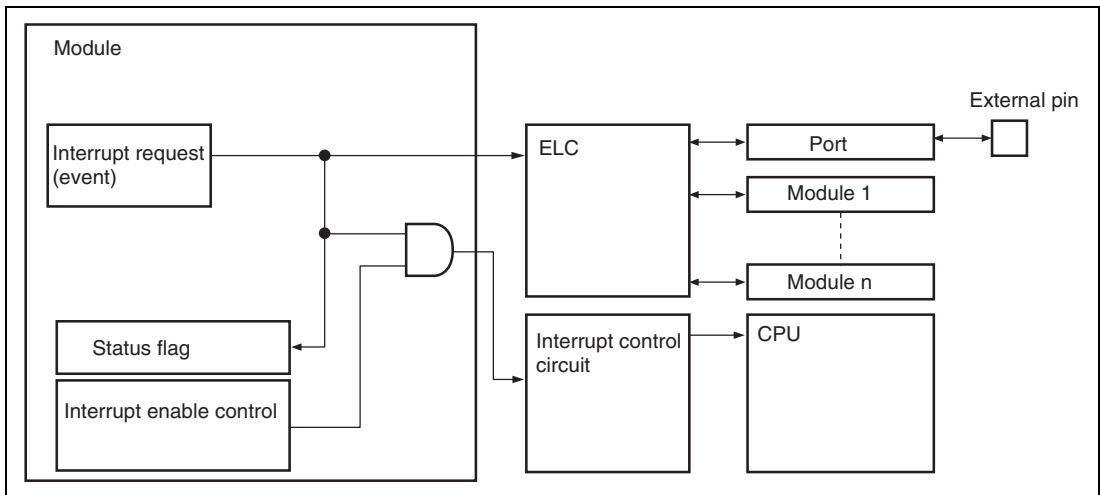 Module
External pin
Interrupt request
(event)
ELC
Port
Module 1
Module n
Status flag
Interrupt control
circuit
CPU
Interrupt enable control